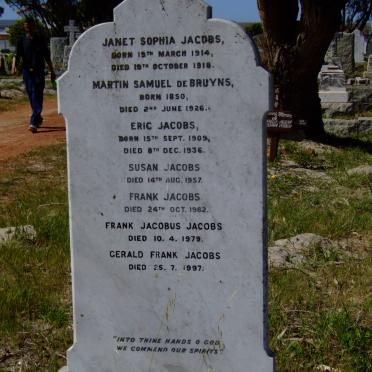 JANET SOPHIA JACOBS,
BORN 19TH MARCH 1914,
DIED 19TH OCTOBER 1918.
MARTIN SAMUEL DE BRUYNS,
BORN 1850,
DIED 2ND JUNE 1926.
ERIC JACOBS,
BORN 15TH SEPT. 1909,
DIED 8TH DEC. 1936.
SUSAN JACOBS
DIED 14TH AUG. 1957.
FRANK JACOBS
DIED 24TH OCT. 1962.
FRANK JACOBUS JACOBS
DIED 10. 4. 1979.
GERALD FRANK JACOBS
DIED 25. 7. 1997.
"INTO THINE HANDS O GOD
WE COMMEND OUR SPIRITS"